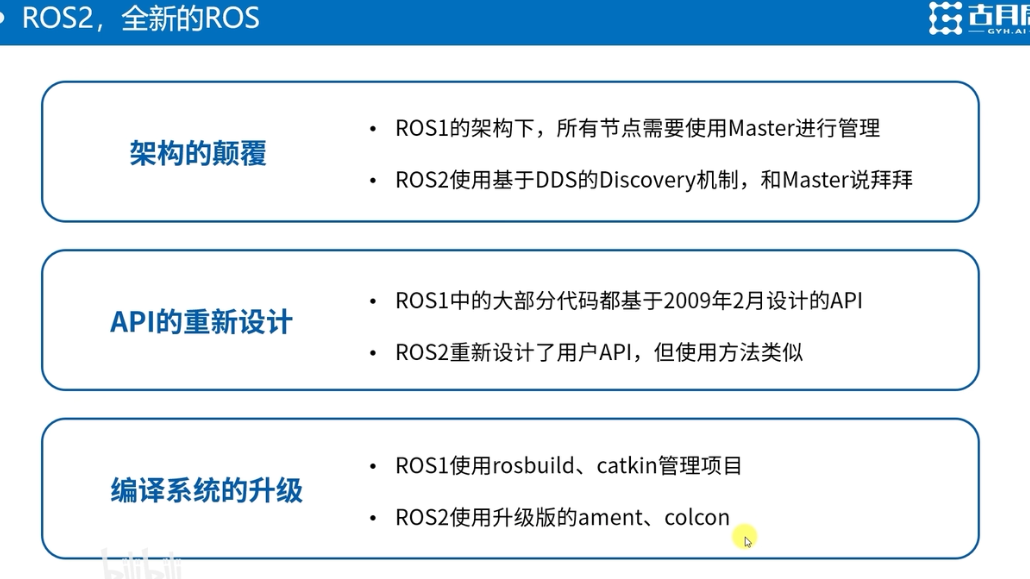 ROS2，全新的ROS
古月
GYH.AI
架构的颠覆
• ROS1的架构下，所有节点需要使用Master进行管理
• ROS2使用基于DDS的Discovery机制，和Master说拜拜
API的重新设计
• ROS1中的大部分代码都基于2009年2月设计的API
• ROS2重新设计了用户API，但使用方法类似
编译系统的升级
• ROS1使用rosbuild、catkin管理项目
• ROS2使用升级版的ament、colcon
bilibili